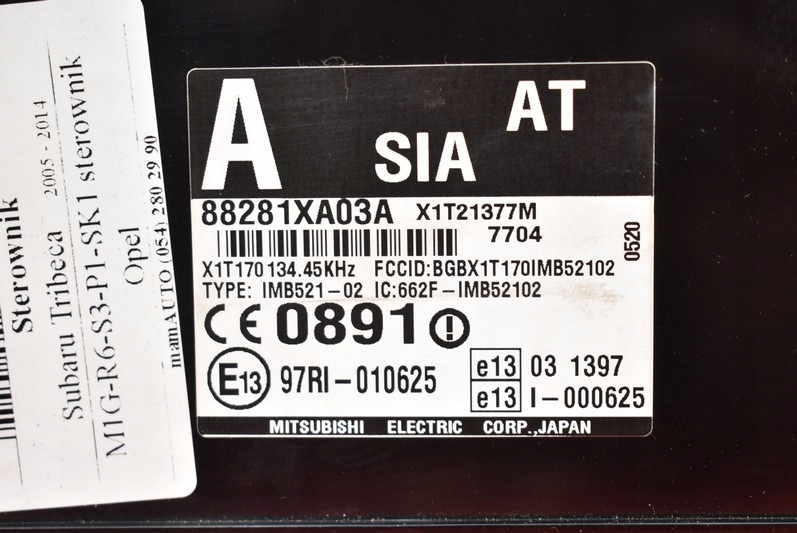 A
AT
SIA
88281XA03A X1T21377M
7704
0520
X1T170 134.45KHz FCCID:BGBX1T170IMB52102
TYPE: IMB521-02 IC:662F-IMB52102
CE 0891
E13 97RI-010625
e13 03 1397
e13 I-000625
MITSUBISHI ELECTRIC CORP.,JAPAN
Sterownik
Subaru Tribeca 2005 - 2014
M1G-R6-S3-P1-SK1 sterownik
Opel
mamAUTO (054) 280 29 90